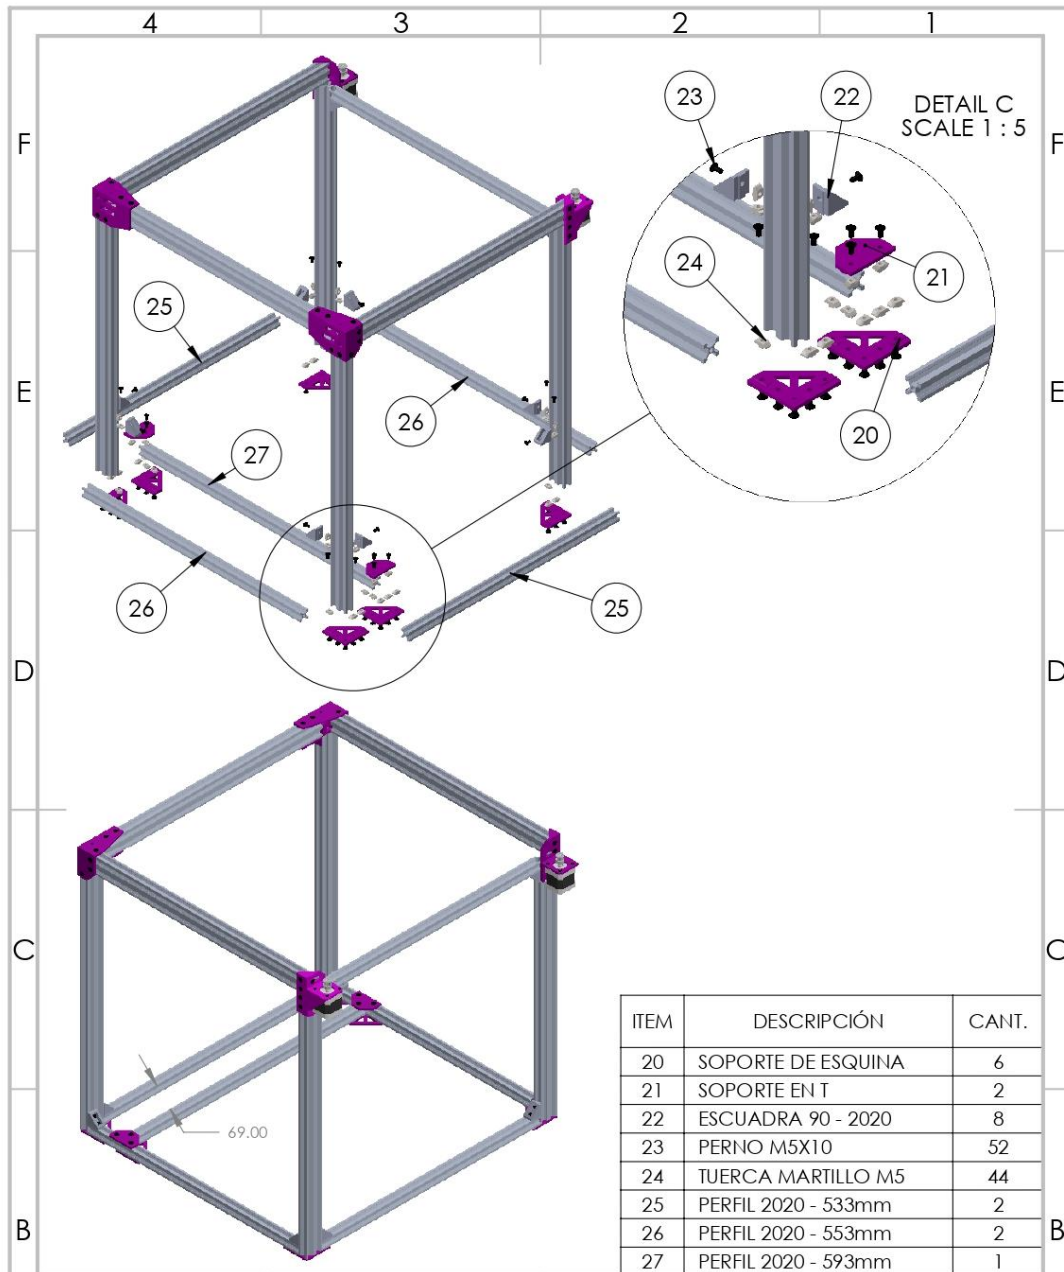 4 3 2 1
F F
E E
D D
C C
B B
23
22
DETAIL C
SCALE 1 : 5
24
21
20
25
26
27
26
25
69.00
ITEM DESCRIPCIÓN CANT.
20 SOPORTE DE ESQUINA 6
21 SOPORTE EN T 2
22 ESCUADRA 90 - 2020 8
23 PERNO M5X10 52
24 TUERCA MARTILLO M5 44
25 PERFIL 2020 - 533mm 2
26 PERFIL 2020 - 553mm 2
27 PERFIL 2020 - 593mm 1